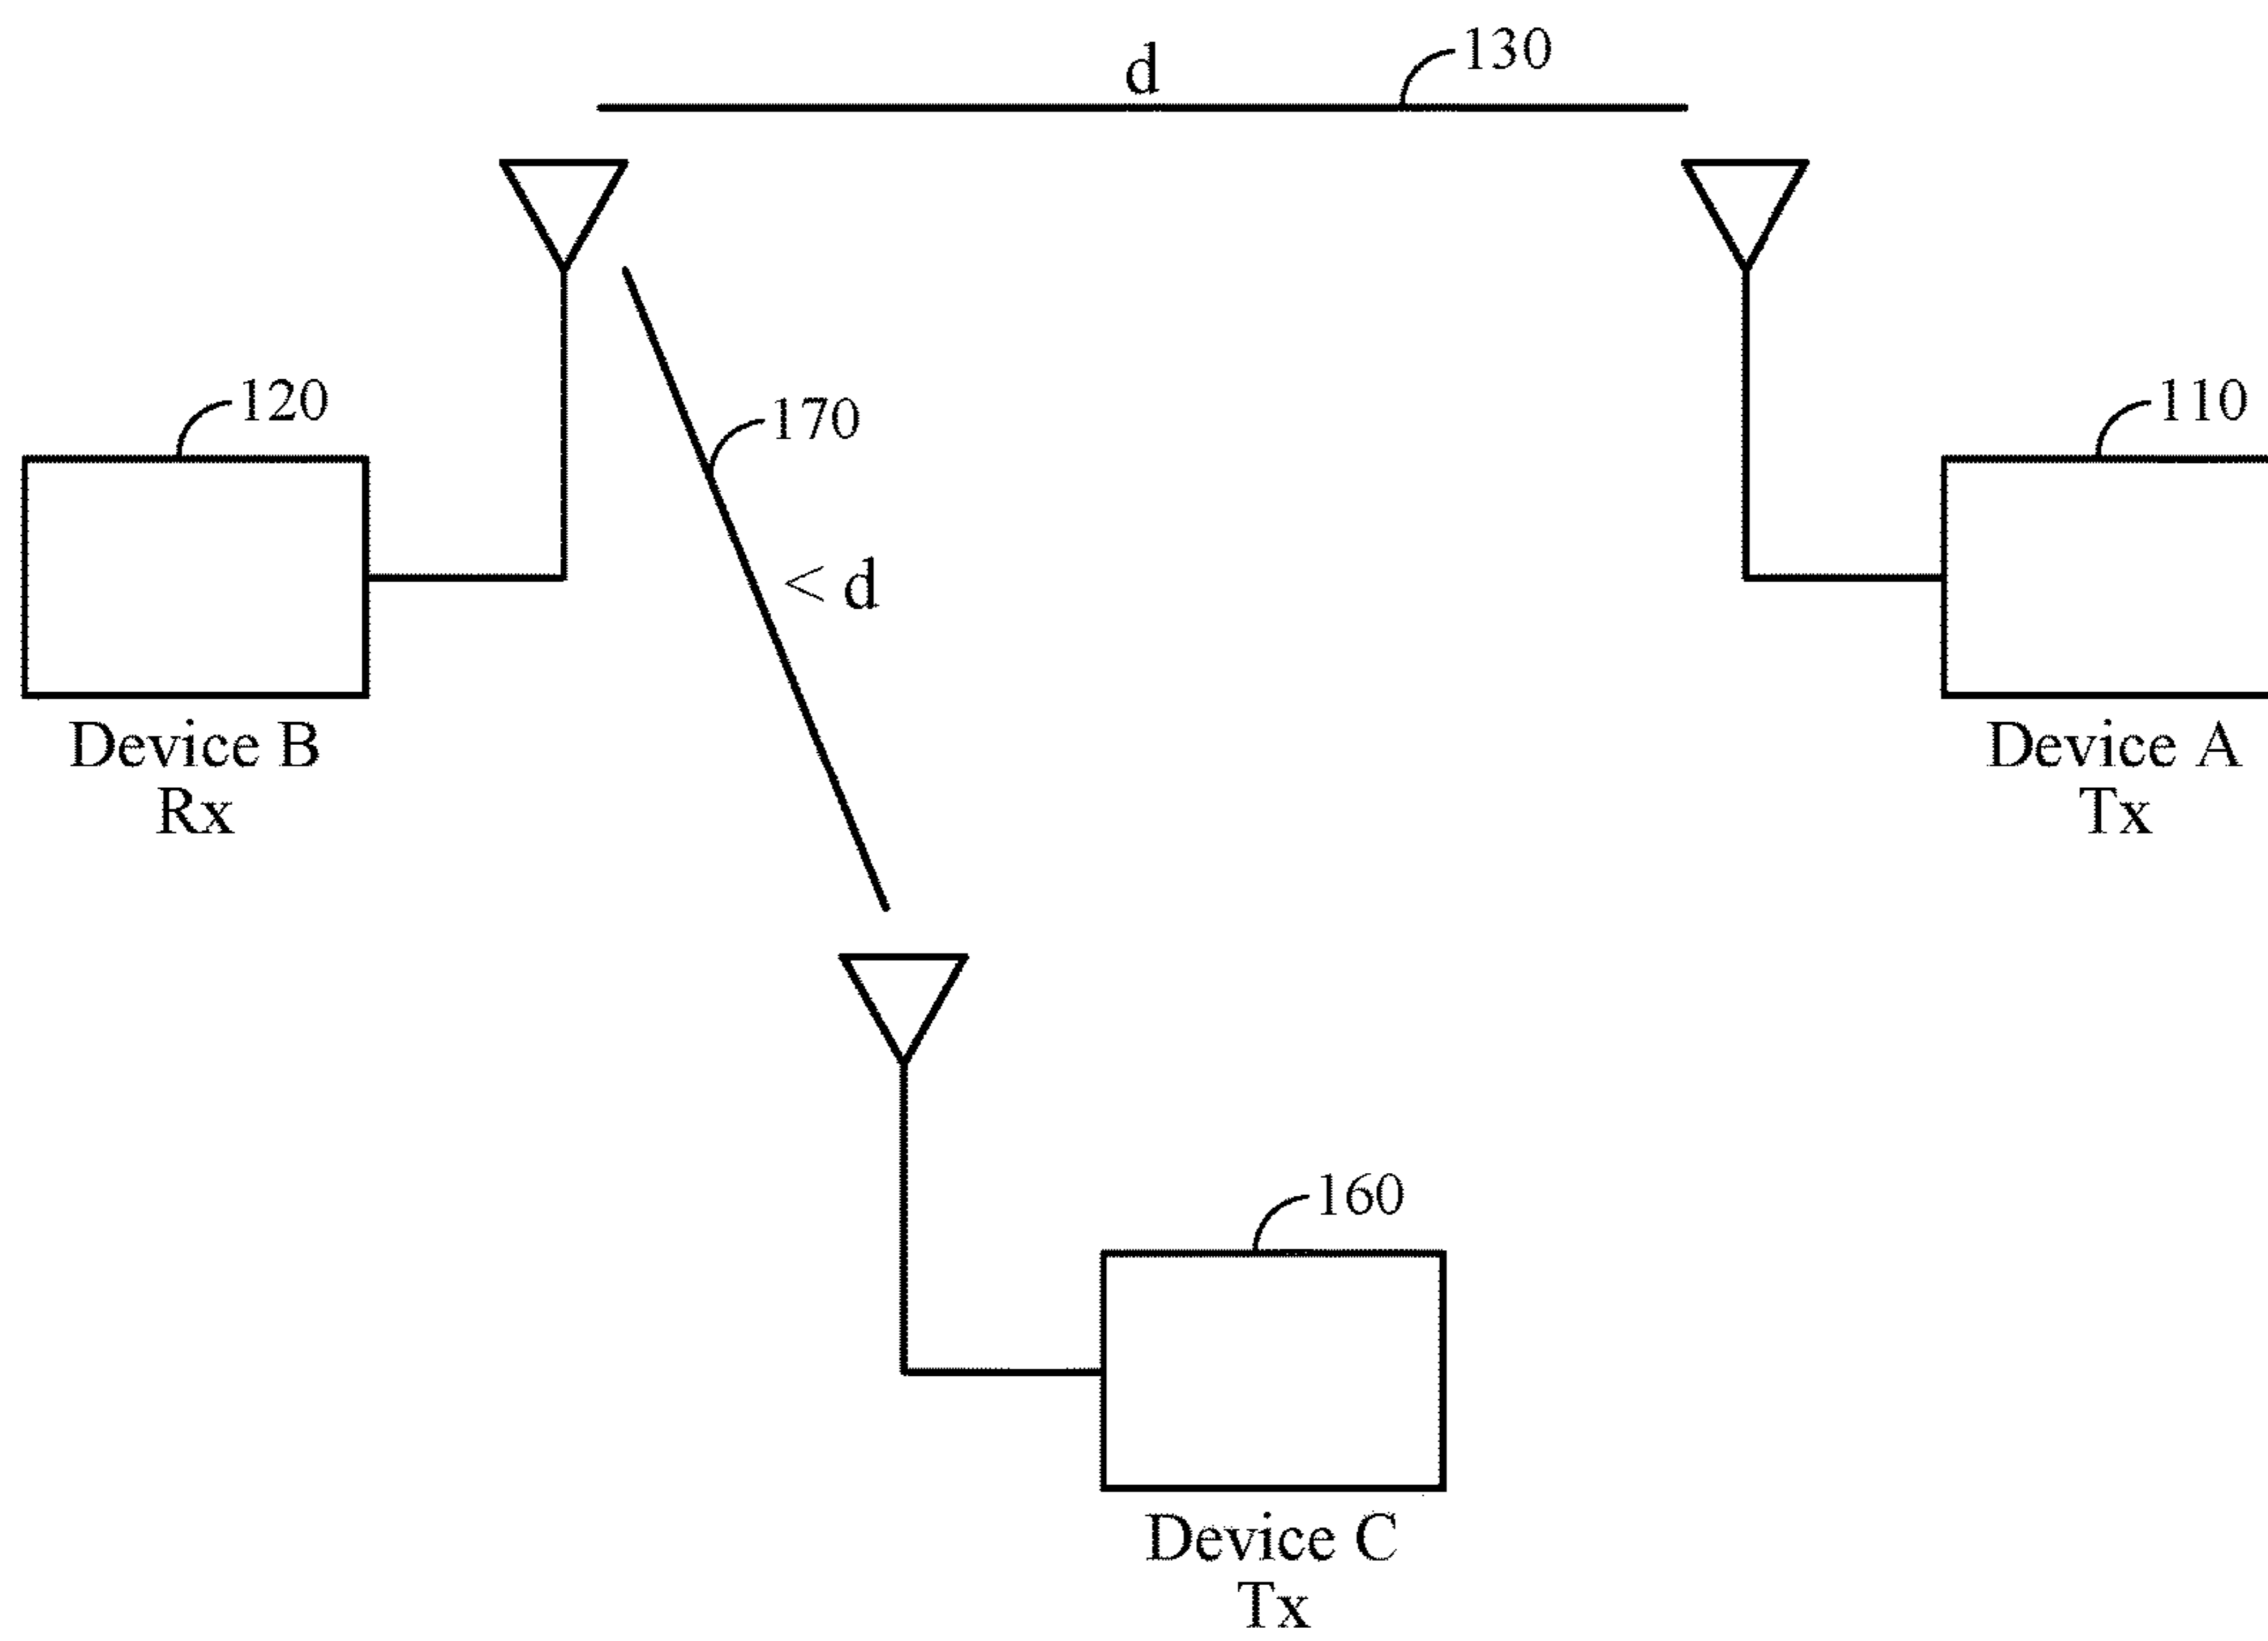 d
130
120
170
110
< d
Device B
Rx
Device A
Tx
160
Device C
Tx